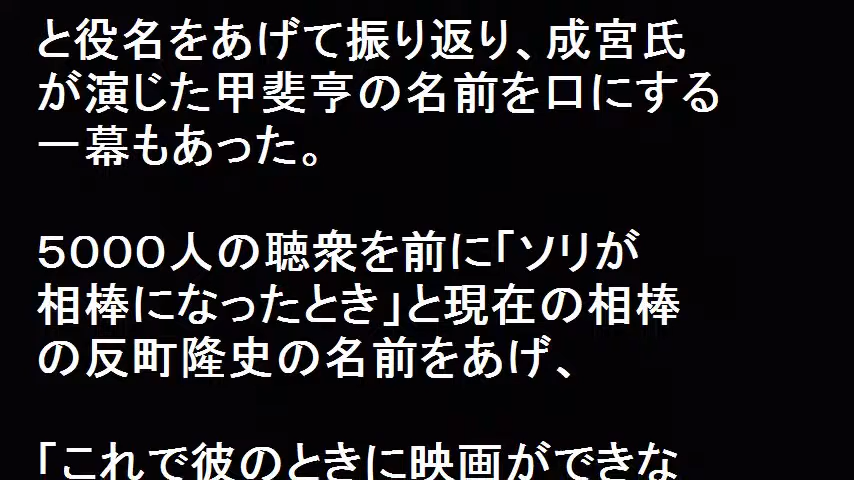 と役名をあげて振り返り、成宮氏
が演じた甲斐亨の名前を口にする
一幕もあった。
５０００人の聴衆を前に「ソリが
相棒になったとき」と現在の相棒
の反町隆史の名前をあげ、
「これで彼のときに映画ができな